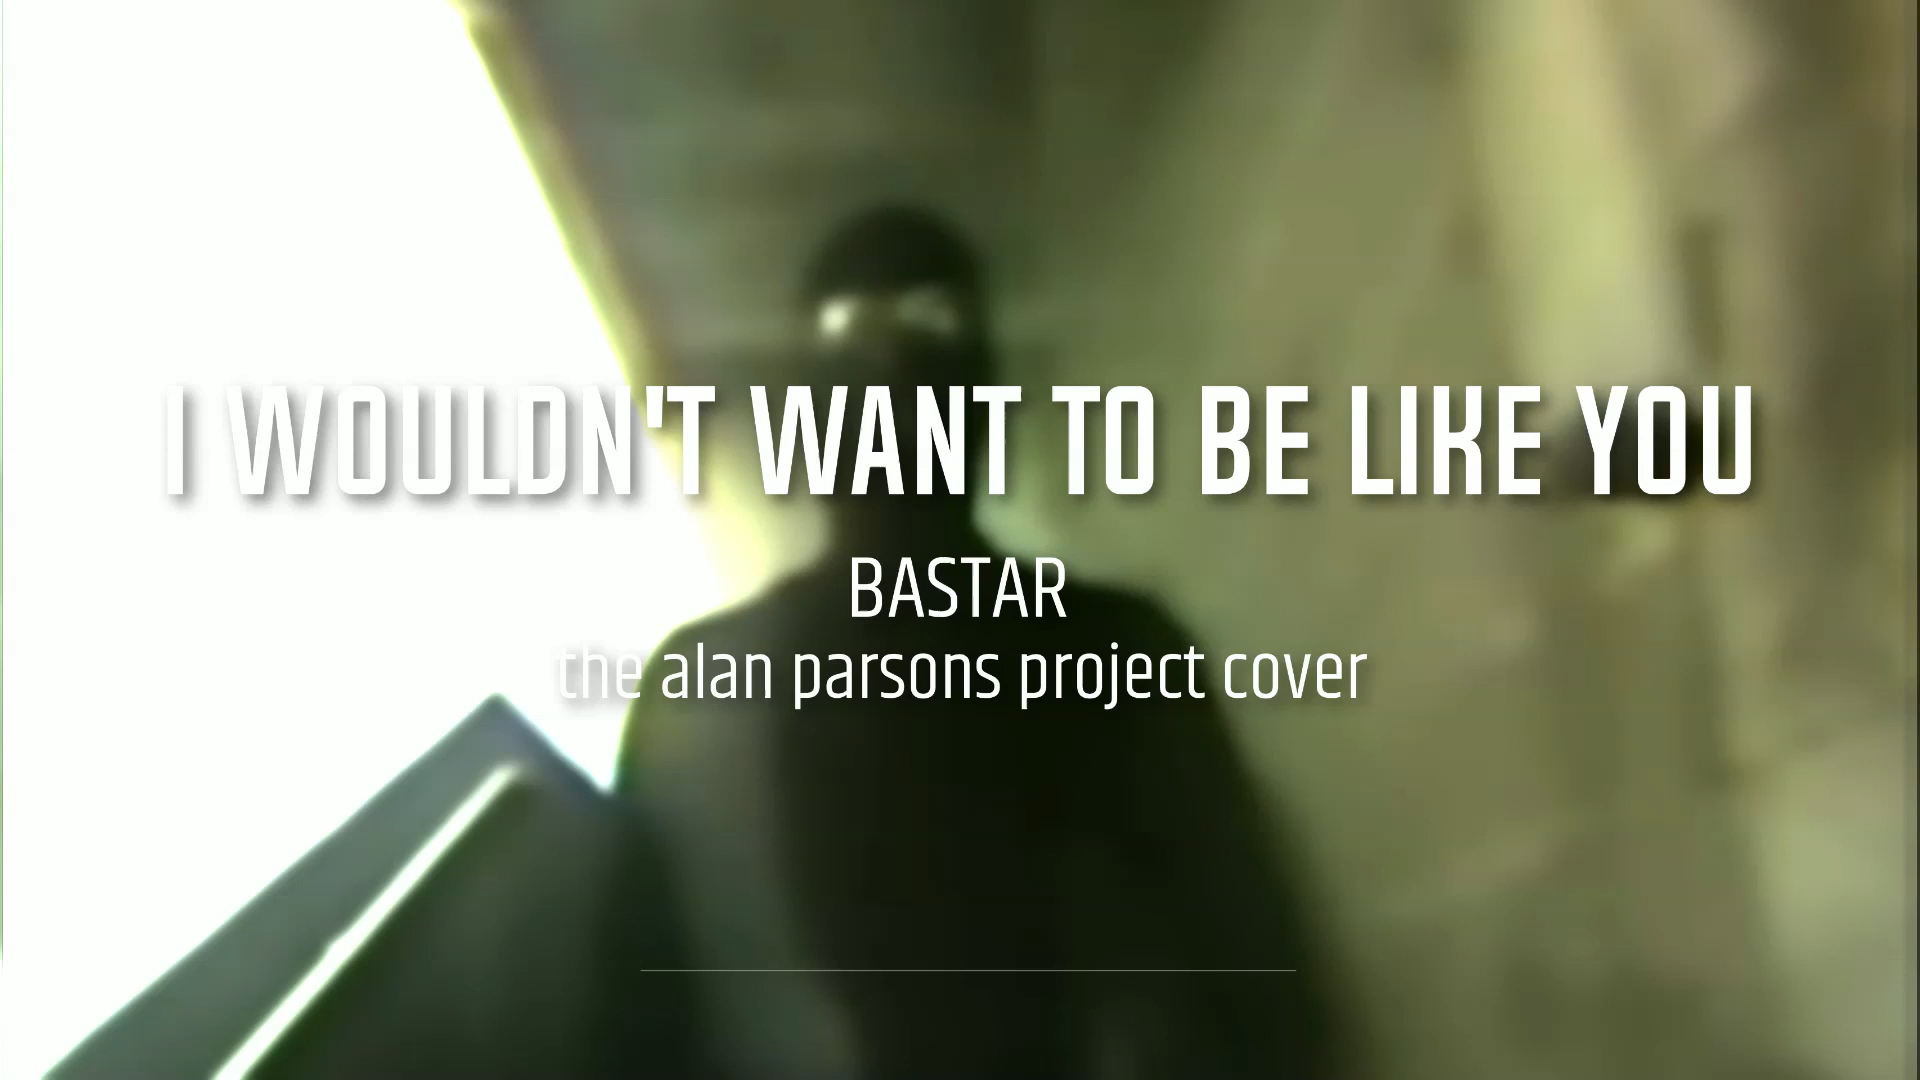 I WOULDN'T WANT TO BE LIKE YOU
BASTAR
the alan parsons project cover